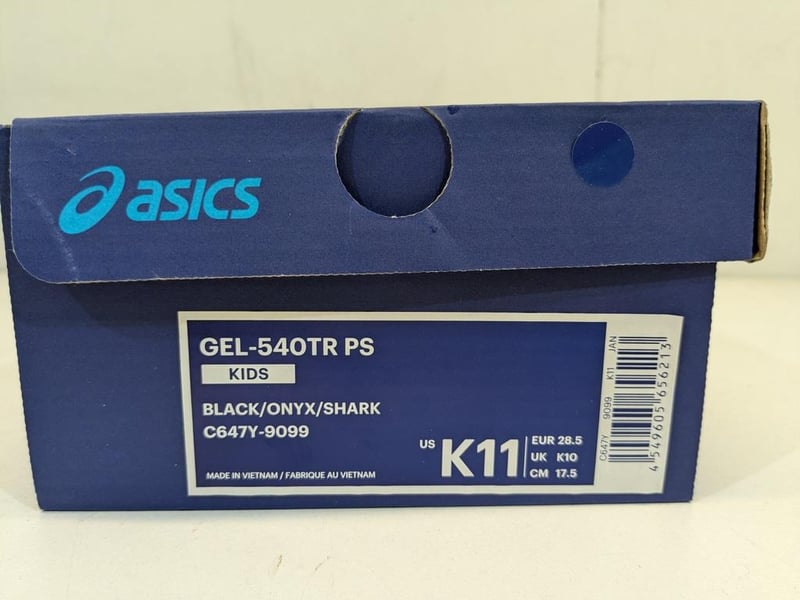 asics
GEL-540TR PS
KIDS
BLACK/ONYX/SHARK
C647Y-9099
MADE IN VIETNAM / FABRIQUE AU VIETNAM
US K11
EUR 28.5
UK K10
CM 17.5
C647Y 9099 K11 JAN
4549605656213